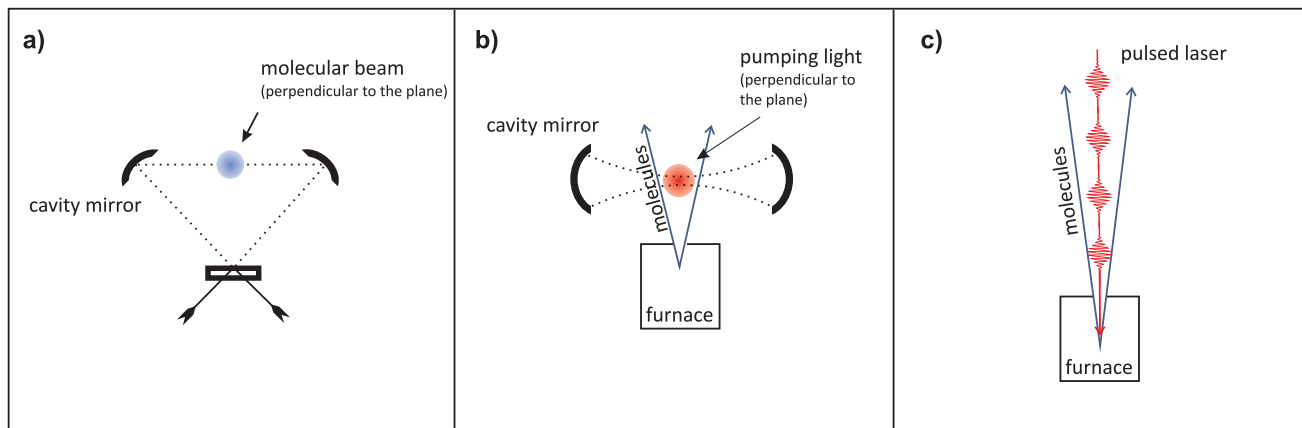 a)
molecular beam
(perpendicular to the plane)
cavity mirror
b)
pumping light
(perpendicular to
the plane)
cavity mirror
molecules
furnace
c)
pulsed laser
molecules
furnace